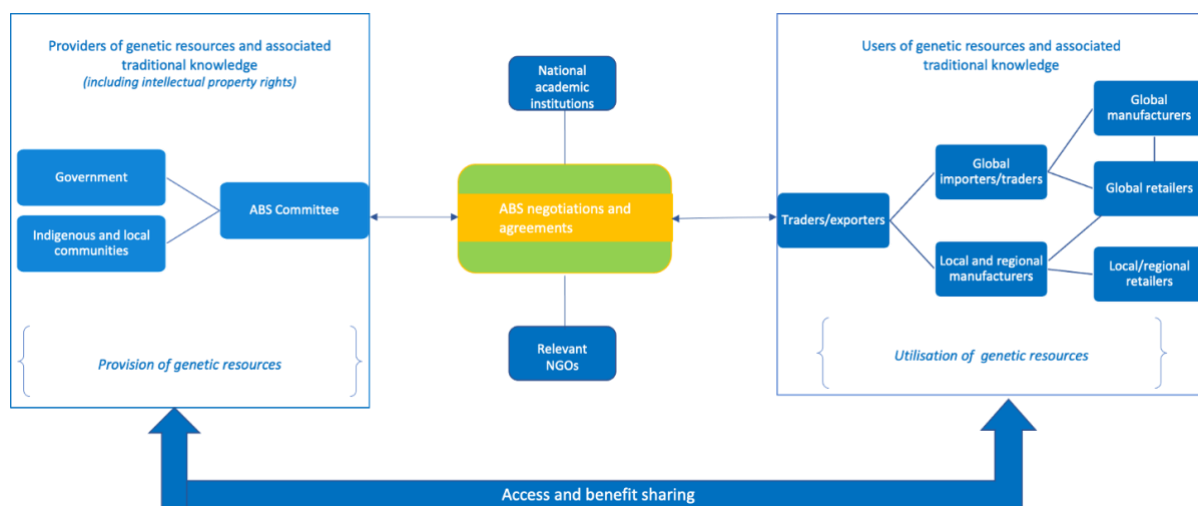 Providers of genetic resources and associated
traditional knowledge
(including intellectual property rights)
Government
Indigenous and local
communities
ABS Committee
Provision of genetic resources
National
academic
institutions
ABS negotiations and
agreements
Relevant
NGOs
Users of genetic resources and associated
traditional knowledge
Traders/exporters
Global
importers/traders
Local and regional
manufacturers
Global
manufacturers
Global retailers
Local/regional
retailers
Utilisation of genetic resources
Access and benefit sharing